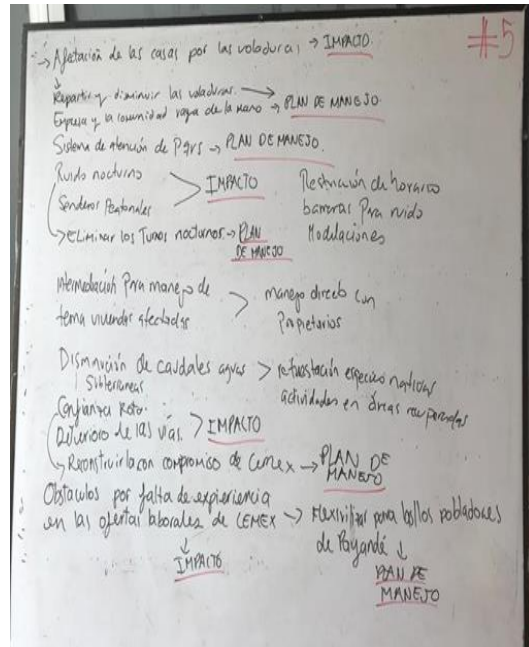 #5
→ Afectación de las casas por las voladuras → IMPACTO.
Repartir y disminuir las voladuras. → PLAN DE MANEJO.
Empresa y la comunidad vaya de la mano →
Sistema de atención de Pqrs → PLAN DE MANEJO.
Ruido nocturno
Senderos Peatonales > IMPACTO
Restricción de horarios
barreras para ruido
Modulaciones
→ Eliminar los Turnos nocturnos → PLAN
DE MANEJO
Intermediación para manejo de
tema viviendas afectadas > manejo directo con
Propietarios
Disminución de caudales aguas > reforestación especies nativas
Subterraneas
actividades en áreas recuperadas
Confianza Rota.
Deterioro de las vías. > IMPACTO
→ Reconstruirla con compromiso de Cemex → PLAN DE
MANEJO
Obstaculos por falta de experiencia
en las ofertas laborales de CEMEX → Flexivilizar para los pobladores
de Payandé ↓
↓
IMPACTO
PLAN DE
MANEJO